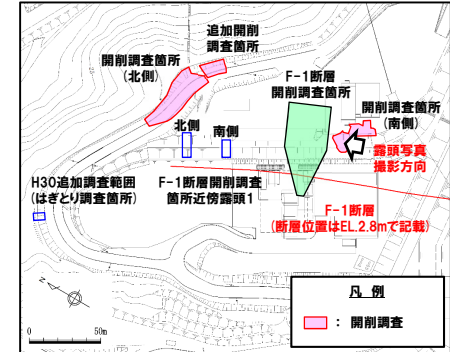 追加開削
調査箇所
開削調査箇所
(北側)
F-1断層
開削調査箇所
開削調査箇所
(南側)
北側
南側
露頭写真
撮影方向
H30追加調査範囲
(はぎとり調査箇所)
F-1断層開削調査
箇所近傍露頭1
F-1断層
(断層位置はEL.2.8mで記載)
N
凡 例
: 開削調査
0 50m